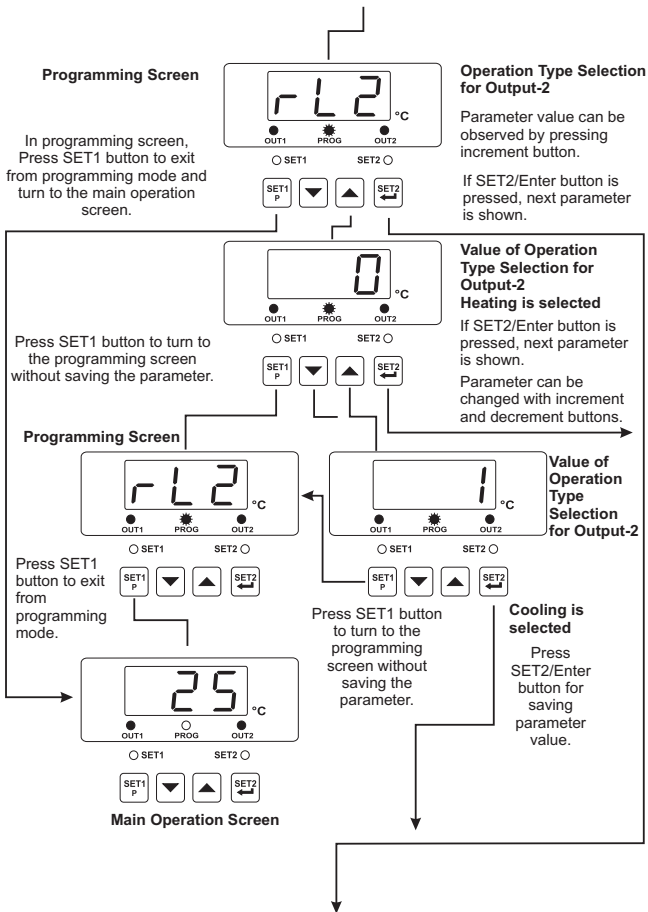 Programming Screen
rL2
°C
OUT1 PROG OUT2
SET1 SET2
SET1
P
SET2
Operation Type Selection
for Output-2
Parameter value can be
observed by pressing
increment button.
If SET2/Enter button is
pressed, next parameter
is shown.
In programming screen,
Press SET1 button to exit
from programming mode and
turn to the main operation
screen.
0
°C
OUT1 PROG OUT2
SET1 SET2
SET1
P
SET2
Value of Operation
Type Selection for
Output-2
Heating is selected
If SET2/Enter button is
pressed, next parameter
is shown.
Parameter can be
changed with increment
and decrement buttons.
Press SET1 button to turn to
the programming screen
without saving the parameter.
Programming Screen
rL2
°C
OUT1 PROG OUT2
SET1 SET2
SET1
P
SET2
Press SET1
button to exit
from
programming
mode.
1
°C
OUT1 PROG OUT2
SET1 SET2
SET1
P
SET2
Value of
Operation
Type
Selection
for Output-2
Cooling is
selected
Press
SET2/Enter
button for
saving
parameter
value.
Press SET1 button
to turn to the
programming
screen without
saving the
parameter.
25
°C
OUT1 PROG OUT2
SET1 SET2
SET1
P
SET2
Main Operation Screen